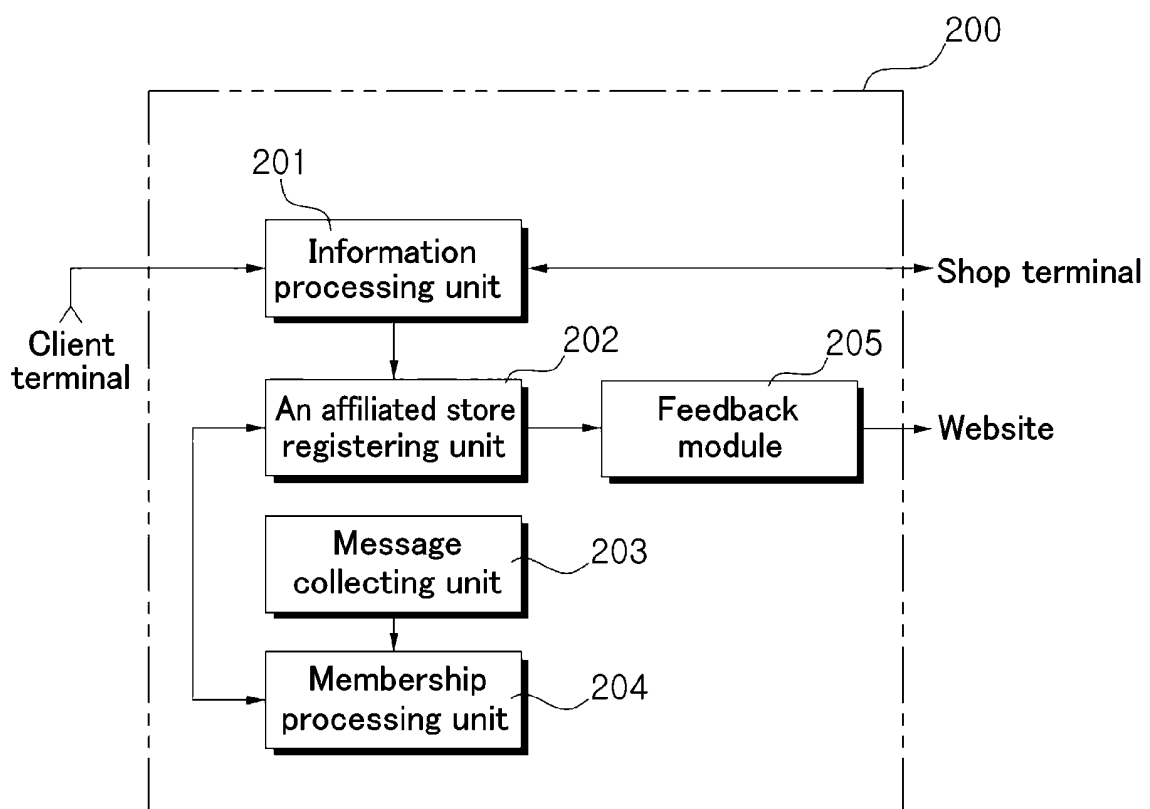 200
201
Information
processing unit
Shop terminal
Client
terminal
202
An affiliated store
registering unit
205
Feedback
module
Website
Message
collecting unit
203
Membership
processing unit
204